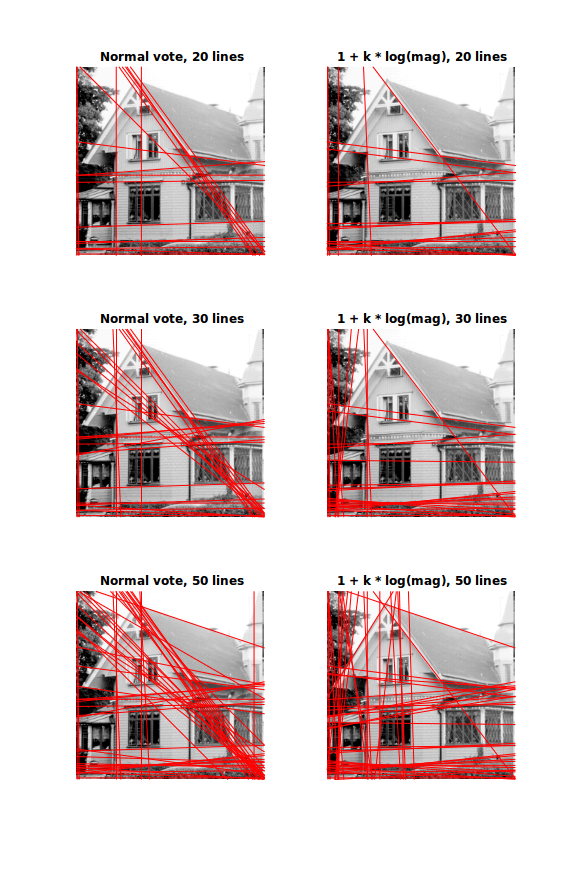 Normal vote, 20 lines
1 + k * log(mag), 20 lines
Normal vote, 30 lines
1 + k * log(mag), 30 lines
Normal vote, 50 lines
1 + k * log(mag), 50 lines